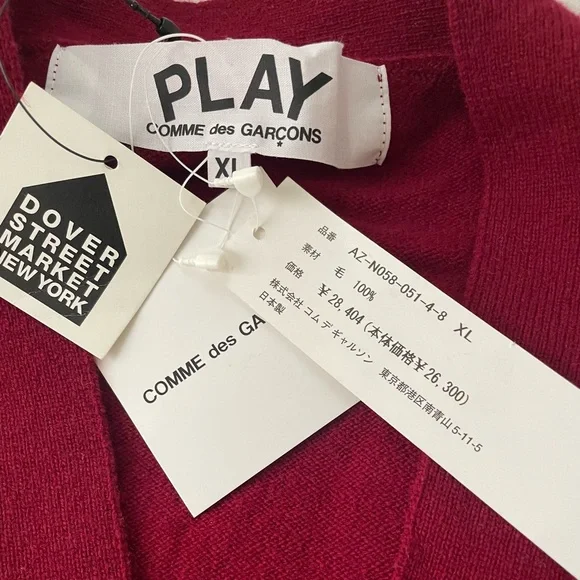 PLAY
COMME des GARÇONS
XL
DOVER
STREET
MARKET
NEW YORK
COMME des GA
品番 AZ-N058-051-4-8 XL
素材 毛 100%
価格 ¥28,404(本体価格¥26,300)
株式会社 コム デ ギャルソン 東京都港区南青山 5-11-5
日本製